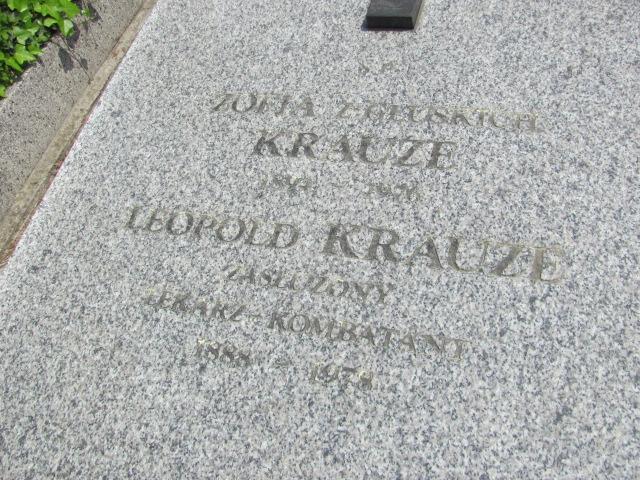 ZOFIA Z GŁUSKICH
KRAUZE
LEOPOLD KRAUZE
ZASŁUŻONY
LEKARZ-KOMBATANT
1888 - 1978